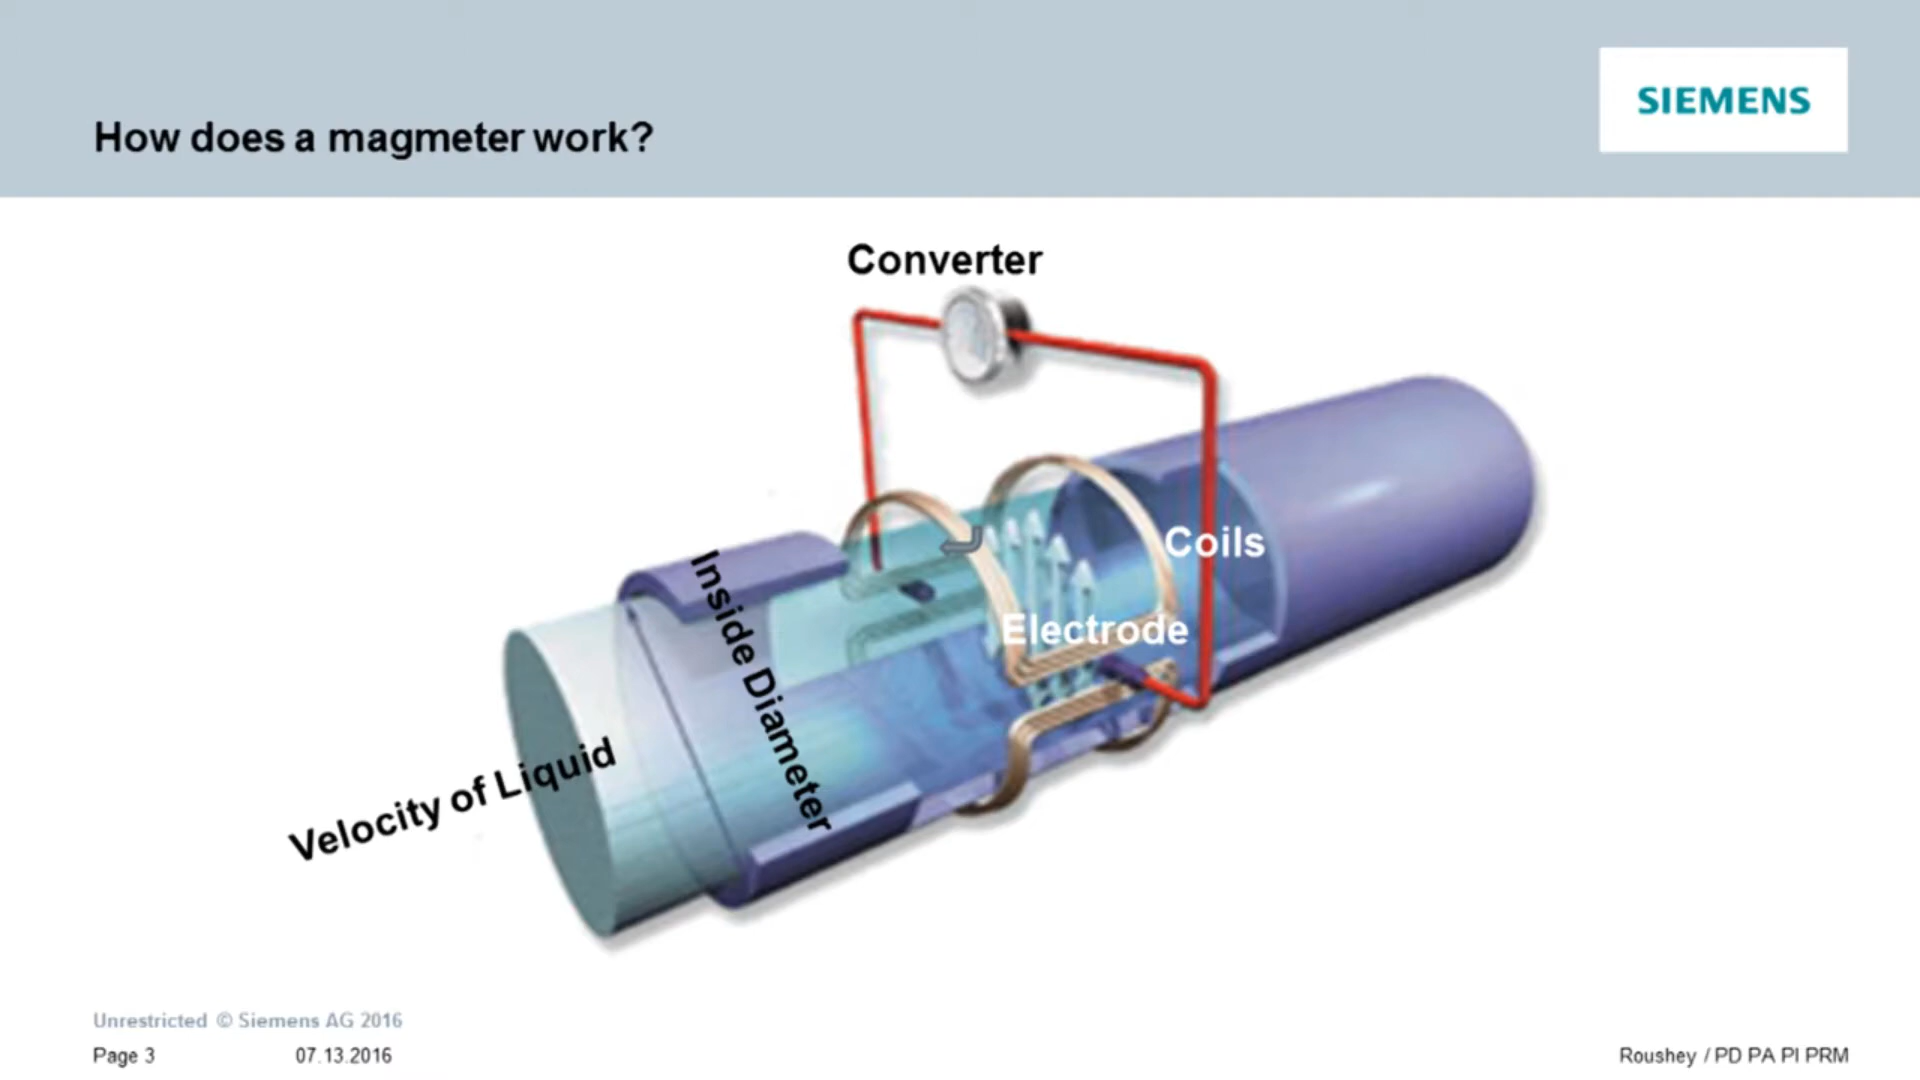 How does a magmeter work?
SIEMENS
Converter
Coils
Electrode
Inside Diameter
Velocity of Liquid
Unrestricted © Siemens AG 2016
Page 3
07.13.2016
Roushey / PD PA PI PRM